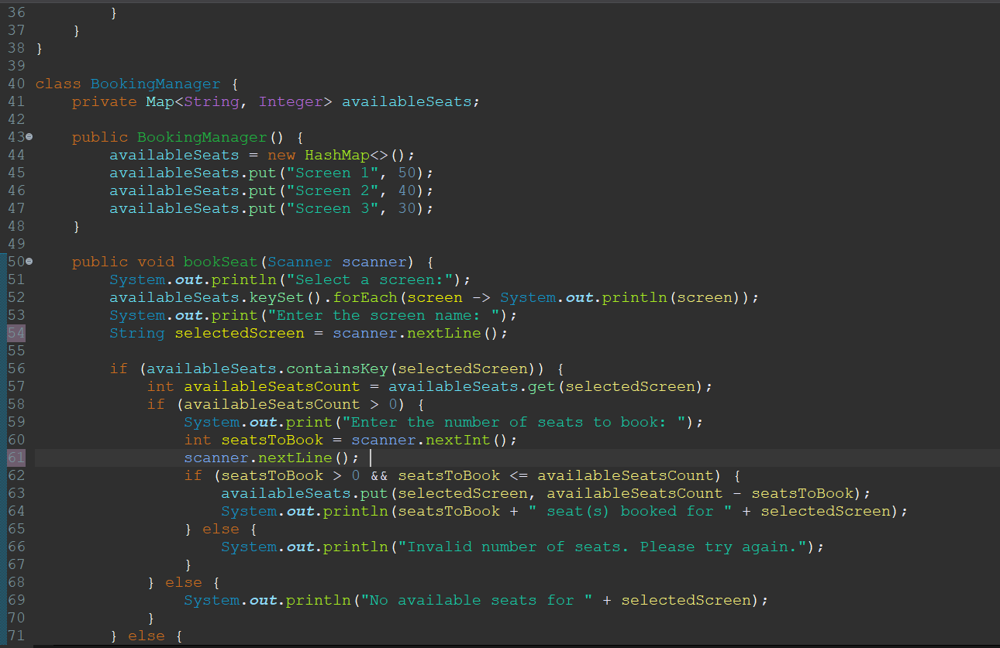 36         }
37     }
38 }
39
40 class BookingManager {
41     private Map<String, Integer> availableSeats;
42
43     public BookingManager() {
44         availableSeats = new HashMap<>();
45         availableSeats.put("Screen 1", 50);
46         availableSeats.put("Screen 2", 40);
47         availableSeats.put("Screen 3", 30);
48     }
49
50     public void bookSeat(Scanner scanner) {
51         System.out.println("Select a screen:");
52         availableSeats.keySet().forEach(screen -> System.out.println(screen));
53         System.out.print("Enter the screen name: ");
54         String selectedScreen = scanner.nextLine();
55
56         if (availableSeats.containsKey(selectedScreen)) {
57             int availableSeatsCount = availableSeats.get(selectedScreen);
58             if (availableSeatsCount > 0) {
59                 System.out.print("Enter the number of seats to book: ");
60                 int seatsToBook = scanner.nextInt();
61                 scanner.nextLine();
62                 if (seatsToBook > 0 && seatsToBook <= availableSeatsCount) {
63                     availableSeats.put(selectedScreen, availableSeatsCount - seatsToBook);
64                     System.out.println(seatsToBook + " seat(s) booked for " + selectedScreen);
65                 } else {
66                     System.out.println("Invalid number of seats. Please try again.");
67                 }
68             } else {
69                 System.out.println("No available seats for " + selectedScreen);
70             }
71         } else {